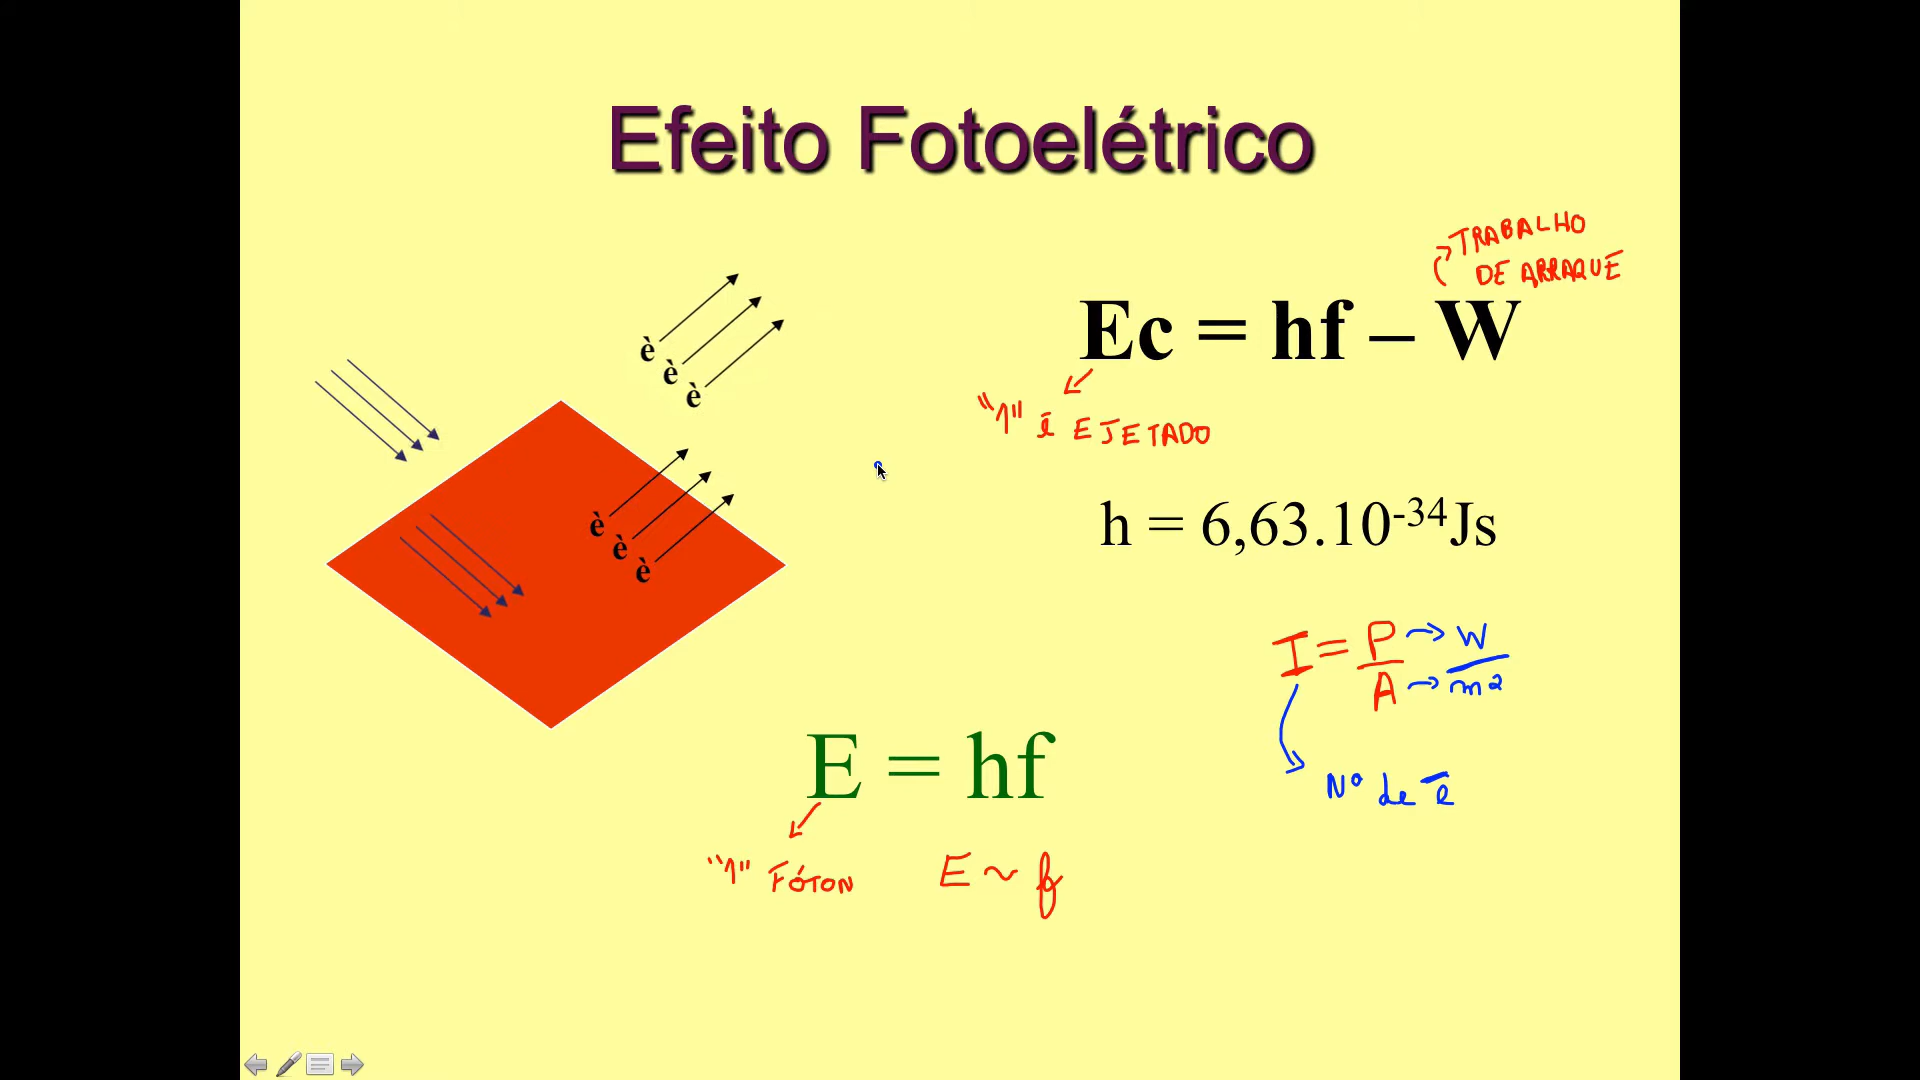 Efeito Fotoelétrico
TRABALHO
DE ARRAQUE
Ec = hf – W
"1" ē EJETADO
è
è
è
è
è
è
h = 6,63.10-34Js
I = P → W
A → m²
Nº de ē
E = hf
"1" FÓTON
E ~ f